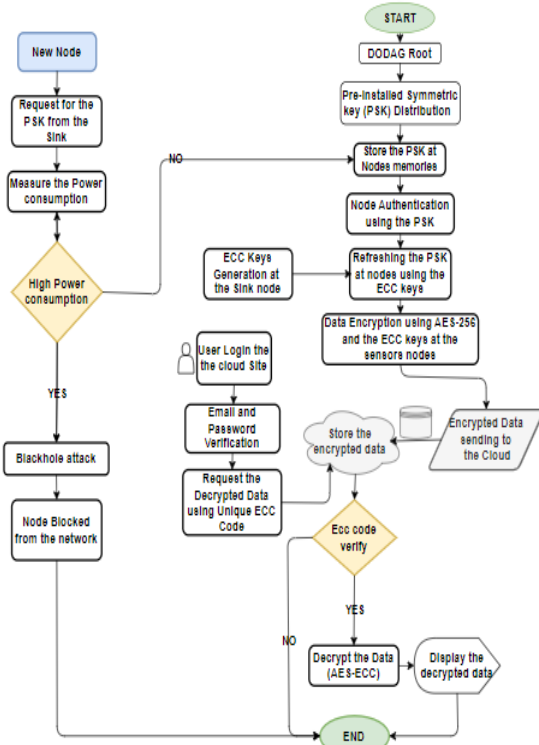 START
DODAG Root
Pre-installed Symmetric
key (PSK) Distribution
Store the PSK at
Nodes memories
Node Authentication
using the PSK
Refreshing the PSK
at nodes using the
ECC keys
ECC Keys
Generation at
the Sink node
Data Encryption using AES-256
and the ECC keys at the
sensors nodes
Encrypted Data
sending to
the Cloud
Store the
encrypted data
New Node
Request for the
PSK from the
Sink
Measure the Power
consumption
High Power
consumption
NO
YES
Blackhole attack
Node Blocked
from the network
User Login the
the cloud Site
Email and
Password
Verification
Request the
Decrypted Data
using Unique ECC
Code
Ecc code
verify
YES
NO
Decrypt the Data
(AES-ECC)
Display the
decrypted data
END